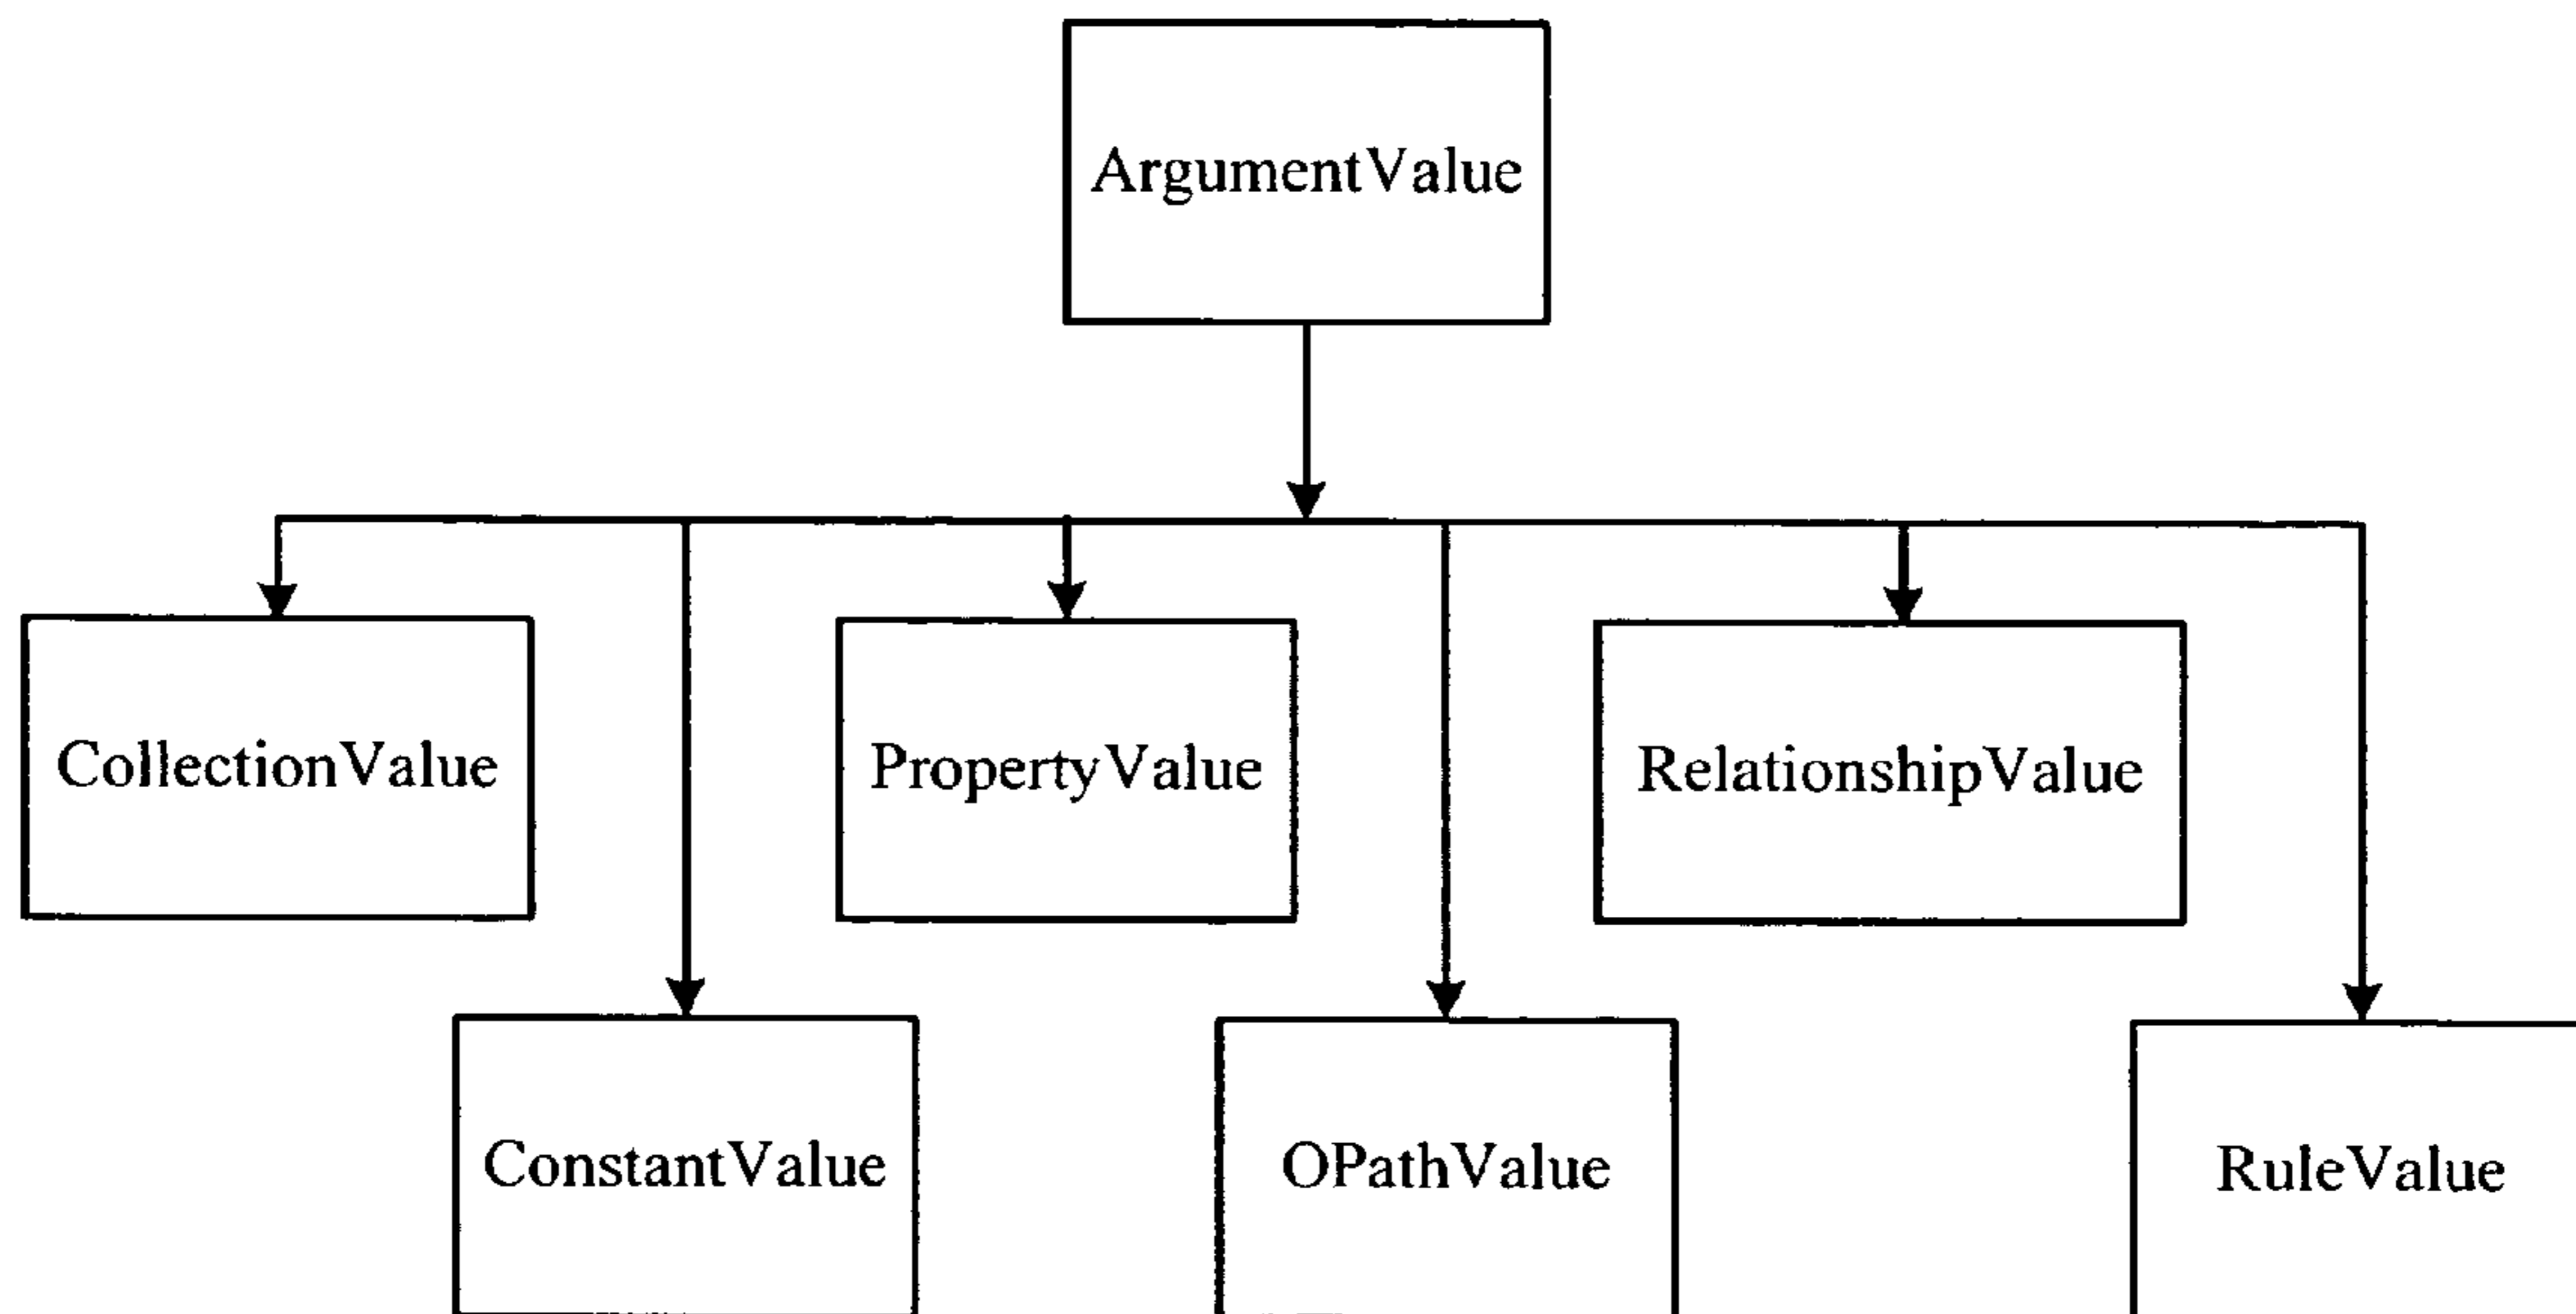 ArgumentValue
CollectionValue
PropertyValue
RelationshipValue
ConstantValue
OPathValue
RuleValue